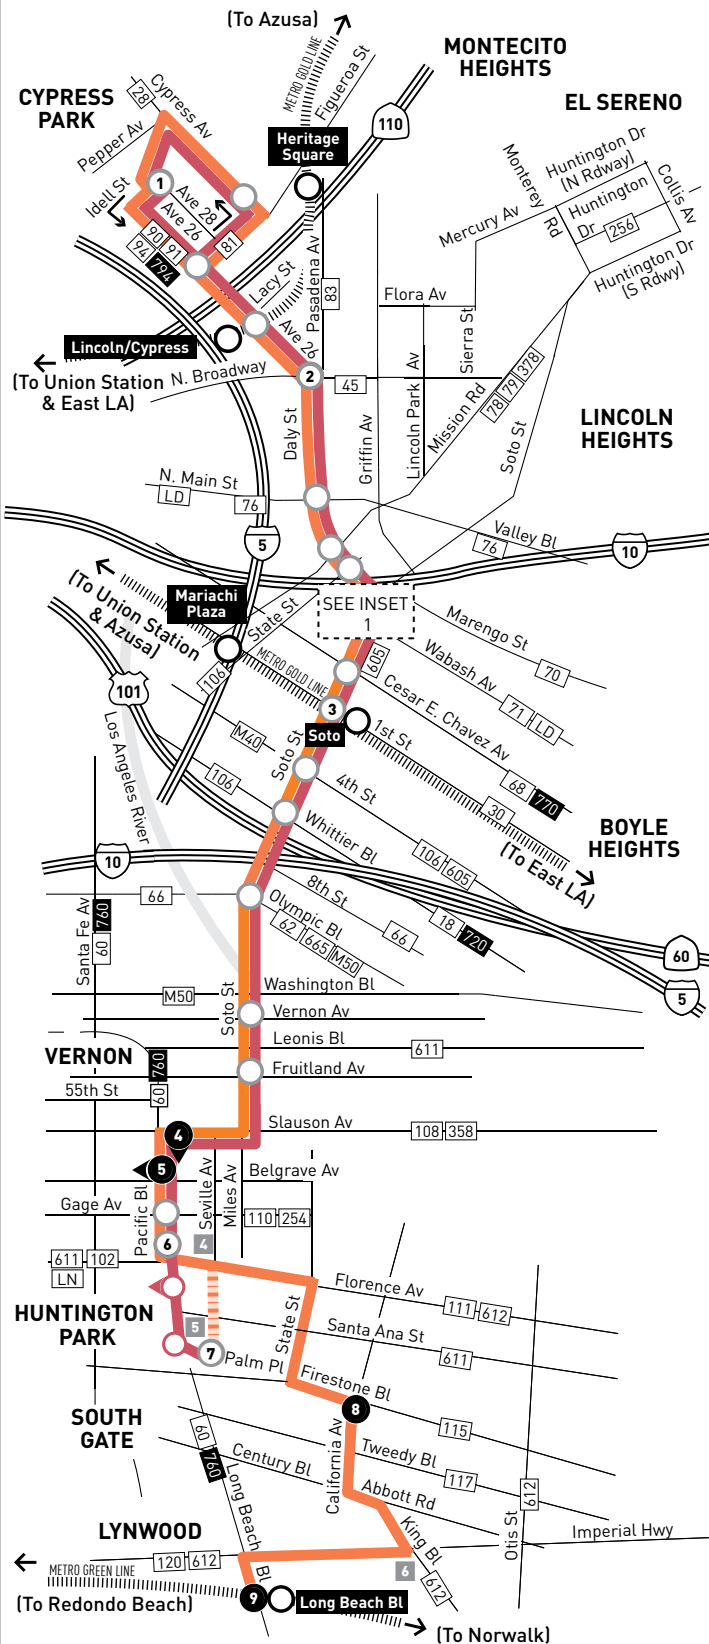 (To Azusa)
METRO GOLD LINE
Figueroa St
MONTECITO
HEIGHTS
CYPRESS
PARK
28
Cypress Av
Pepper Av
110
EL SERENO
Heritage
Square
Huntington Dr
(N Rdway)
Monterey
Rd
Huntington
Dr
256
Collis Av
Mercury Av
Huntington Dr
(S Rdwy)
1
Idell St
Ave 28
Ave 26
90
91
94
794
81
Lacy St
Pasadena Av
83
Flora Av
Ave 26
Sierra St
Lincoln/Cypress
(To Union Station
& East LA)
N. Broadway
2
45
Lincoln Park Av
Mission Rd
78
79
378
LINCOLN
HEIGHTS
Daly St
Griffin Av
Soto St
N. Main St
LD
76
5
Valley Bl
76
10
Mariachi
Plaza
(To Union Station
& Azusa)
State St
SEE INSET
1
Marengo St
70
605
Wabash Av
71
LD
METRO GOLD LINE
106
101
Cesar E. Chavez Av
68
770
3
Soto
1st St
30
M40
Soto St
Los Angeles River
106
4th St
106
605
BOYLE
HEIGHTS
(To East LA)
Whittier Bl
18
720
10
66
8th St
66
Olympic Bl
62
665
M50
60
5
Santa Fe Av
760
60
Washington Bl
M50
Soto St
Vernon Av
Leonis Bl
611
VERNON
760
60
Fruitland Av
55th St
4
Slauson Av
108
358
5
Belgrave Av
Pacific Bl
Seville Av
Miles Av
Gage Av
110
254
6
4
611
102
LN
Florence Av
111
612
HUNTINGTON
PARK
5
State St
Santa Ana St
611
7
Palm Pl
Firestone Bl
115
8
SOUTH
GATE
60
760
Century Bl
California Av
Tweedy Bl
117
612
Long Beach Bl
Abbott Rd
Otis St
LYNWOOD
King Bl
Imperial Hwy
120
612
6
612
METRO GREEN LINE
(To Redondo Beach)
9
Long Beach Bl
(To Norwalk)